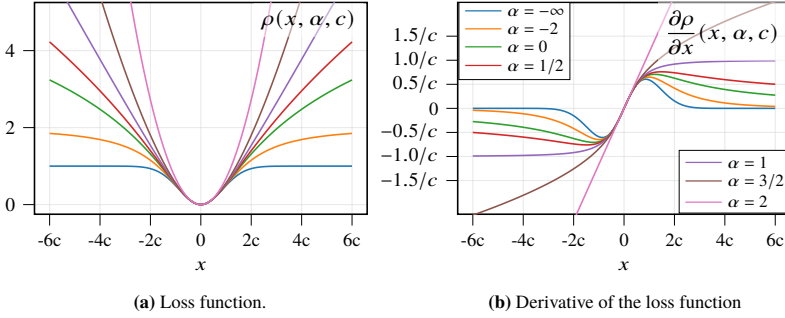 ρ(x, α, c)
4
2
0
-6c -4c -2c 0 2c 4c 6c
x
(a) Loss function.
α = −∞
α = −2
α = 0
α = 1/2
∂ρ/∂x (x, α, c)
1.5/c
1.0/c
0.5/c
0
−0.5/c
−1.0/c
−1.5/c
α = 1
α = 3/2
α = 2
-6c -4c -2c 0 2c 4c 6c
x
(b) Derivative of the loss function